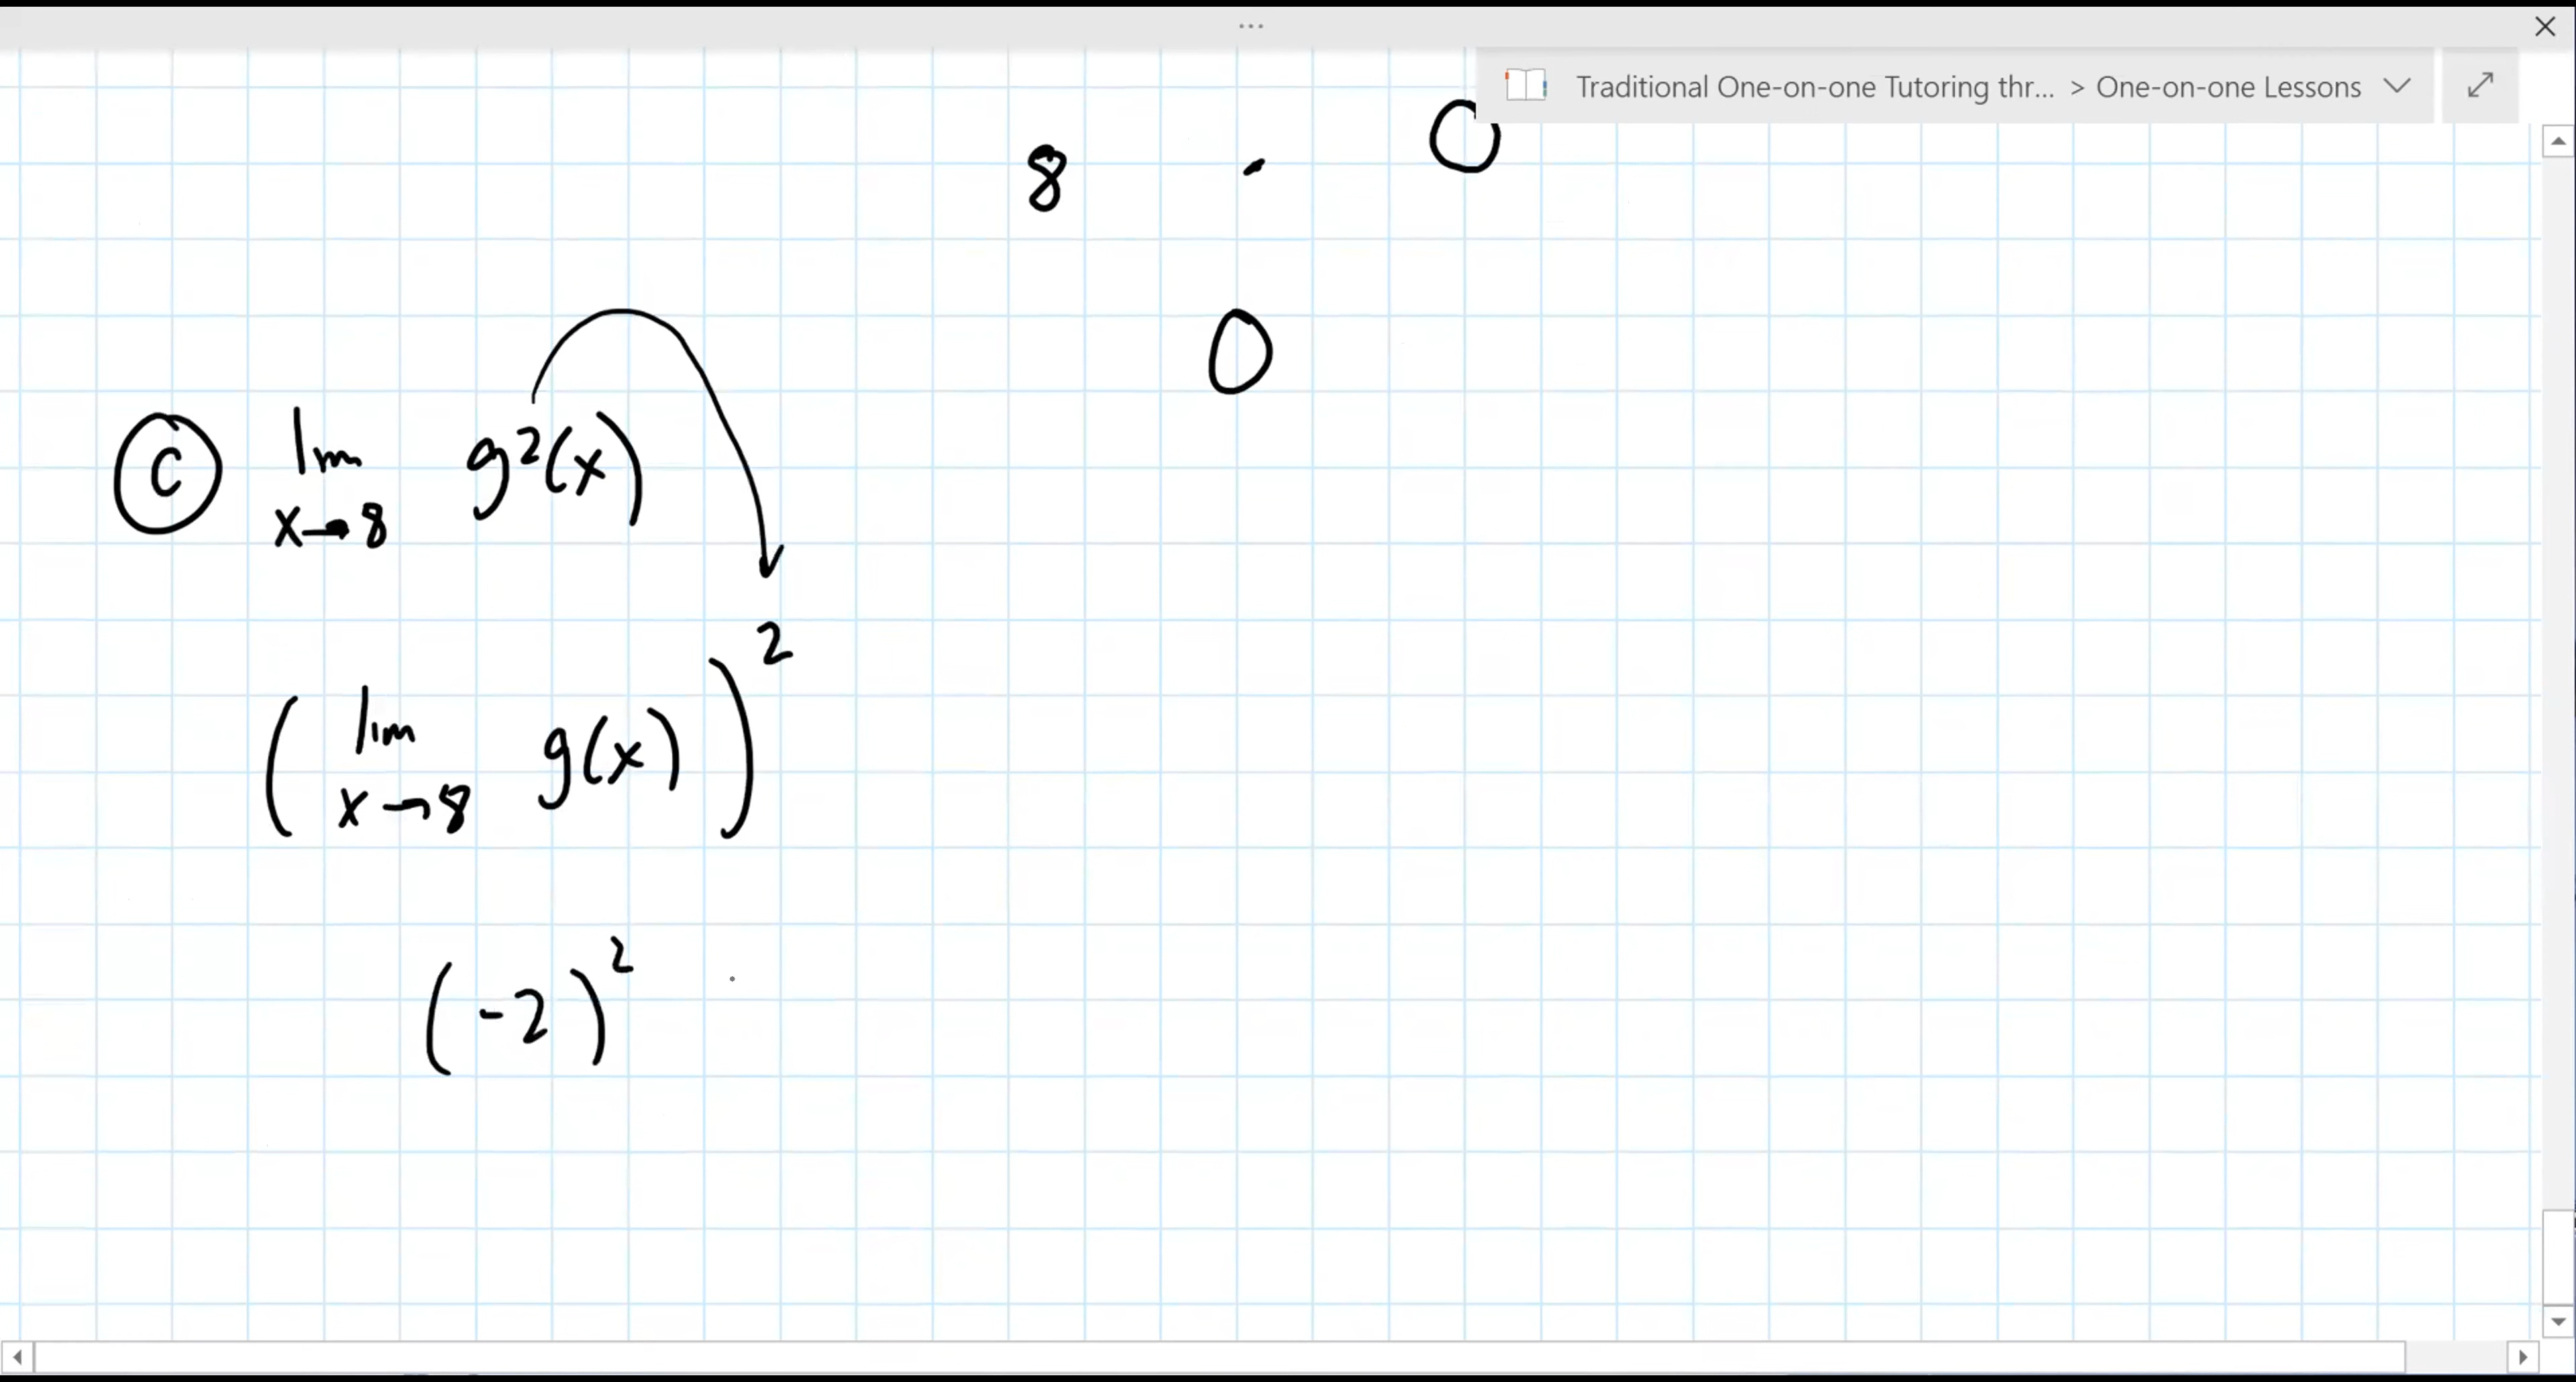 ...
Traditional One-on-one Tutoring thr... > One-on-one Lessons
8 · 0
0
C lim g²(x)
x→8
2
( lim g(x) )
x→8
(-2)²